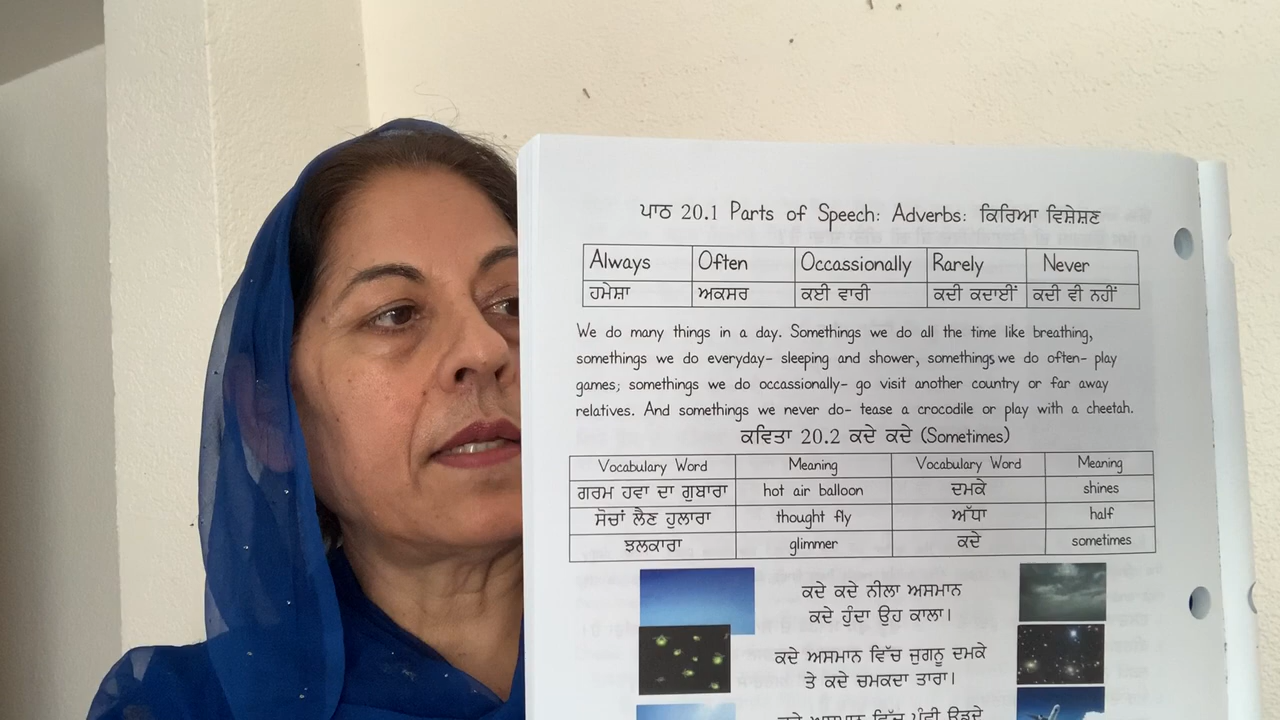 ਪਾਠ 20.1 Parts of Speech: Adverbs: ਕਿਰਿਆ ਵਿਸ਼ੇਸ਼ਣ
Always Often Occassionally Rarely Never
ਹਮੇਸ਼ਾ ਅਕਸਰ ਕਈ ਵਾਰੀ ਕਦੀ ਕਦਾਈਂ ਕਦੀ ਵੀ ਨਹੀਂ
We do many things in a day. Somethings we do all the time like breathing,
somethings we do everyday- sleeping and shower, somethings we do often- play
games; somethings we do occassionally- go visit another country or far away
relatives. And somethings we never do- tease a crocodile or play with a cheetah.
ਕਵਿਤਾ 20.2 ਕਦੇ ਕਦੇ (Sometimes)
Vocabulary Word Meaning Vocabulary Word Meaning
ਗਰਮ ਹਵਾ ਦਾ ਗੁਬਾਰਾ hot air balloon ਦਮਕੇ shines
ਸੋਚਾਂ ਲੈਣ ਹੁਲਾਰਾ thought fly ਅੱਧਾ half
ਝਲਕਾਰਾ glimmer ਕਦੇ sometimes
ਕਦੇ ਕਦੇ ਨੀਲਾ ਅਸਮਾਨ
ਕਦੇ ਹੁੰਦਾ ਉਹ ਕਾਲਾ।
ਕਦੇ ਅਸਮਾਨ ਵਿੱਚ ਜੁਗਨੂ ਦਮਕੇ
ਤੇ ਕਦੇ ਚਮਕਦਾ ਤਾਰਾ।
ਕਦੇ ਅਸਮਾਨ ਵਿੱਚ ਪੰਛੀ ਉਡਦੇ